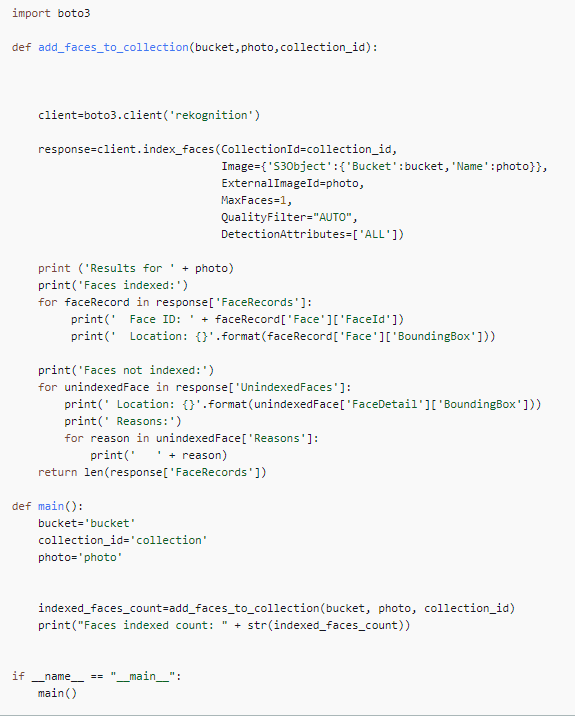 import boto3
def add_faces_to_collection(bucket,photo,collection_id):
    client=boto3.client('rekognition')
    response=client.index_faces(CollectionId=collection_id,
                                Image={'S3Object':{'Bucket':bucket,'Name':photo}},
                                ExternalImageId=photo,
                                MaxFaces=1,
                                QualityFilter="AUTO",
                                DetectionAttributes=['ALL'])
    print ('Results for ' + photo)
    print('Faces indexed:')
    for faceRecord in response['FaceRecords']:
         print('  Face ID: ' + faceRecord['Face']['FaceId'])
         print('  Location: {}'.format(faceRecord['Face']['BoundingBox']))
    print('Faces not indexed:')
    for unindexedFace in response['UnindexedFaces']:
        print(' Location: {}'.format(unindexedFace['FaceDetail']['BoundingBox']))
        print(' Reasons:')
        for reason in unindexedFace['Reasons']:
            print('   ' + reason)
    return len(response['FaceRecords'])
def main():
    bucket='bucket'
    collection_id='collection'
    photo='photo'
    indexed_faces_count=add_faces_to_collection(bucket, photo, collection_id)
    print("Faces indexed count: " + str(indexed_faces_count))
if __name__ == "__main__":
    main()